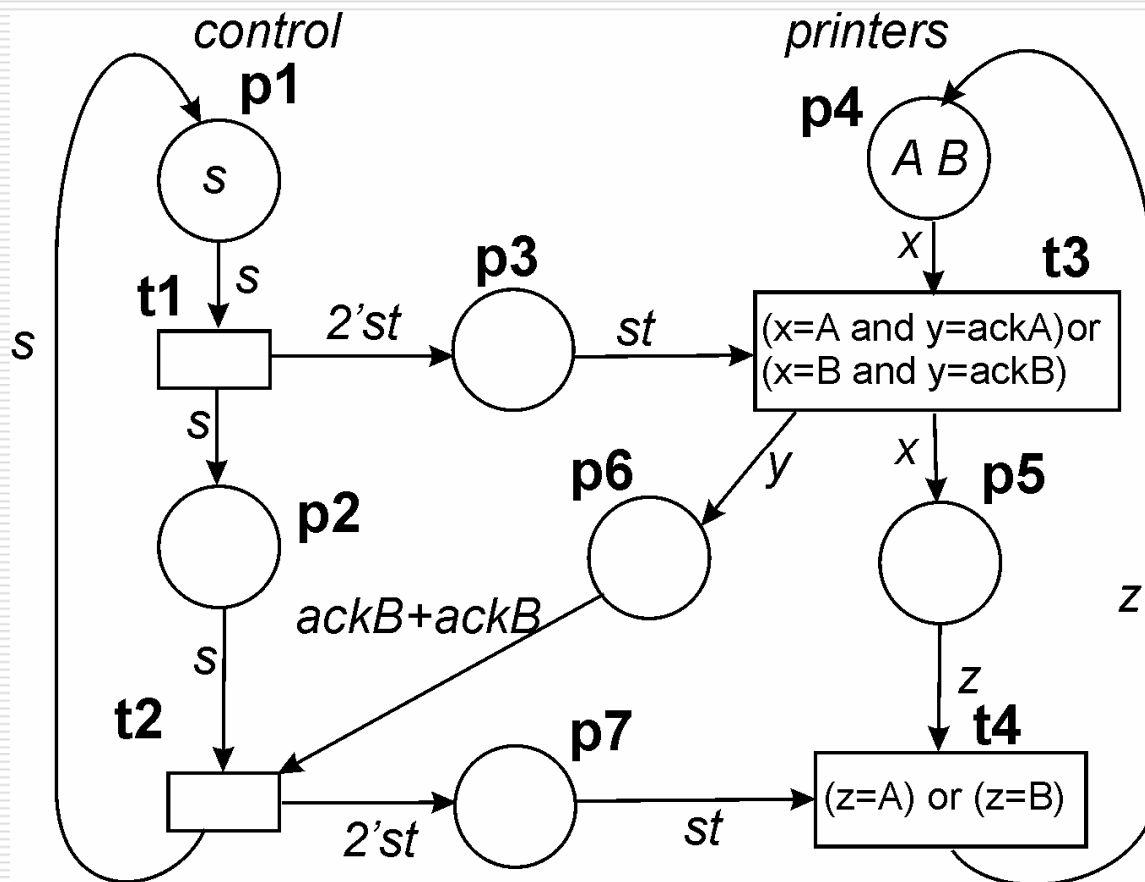 control
printers
p1
p4
s
A B
s
x
t1
p3
t3
s
2’st
st
(x=A and y=ackA)or
(x=B and y=ackB)
s
y
x
p6
p5
p2
z
ackB+ackB
s
z
t2
p7
t4
(z=A) or (z=B)
2’st
st